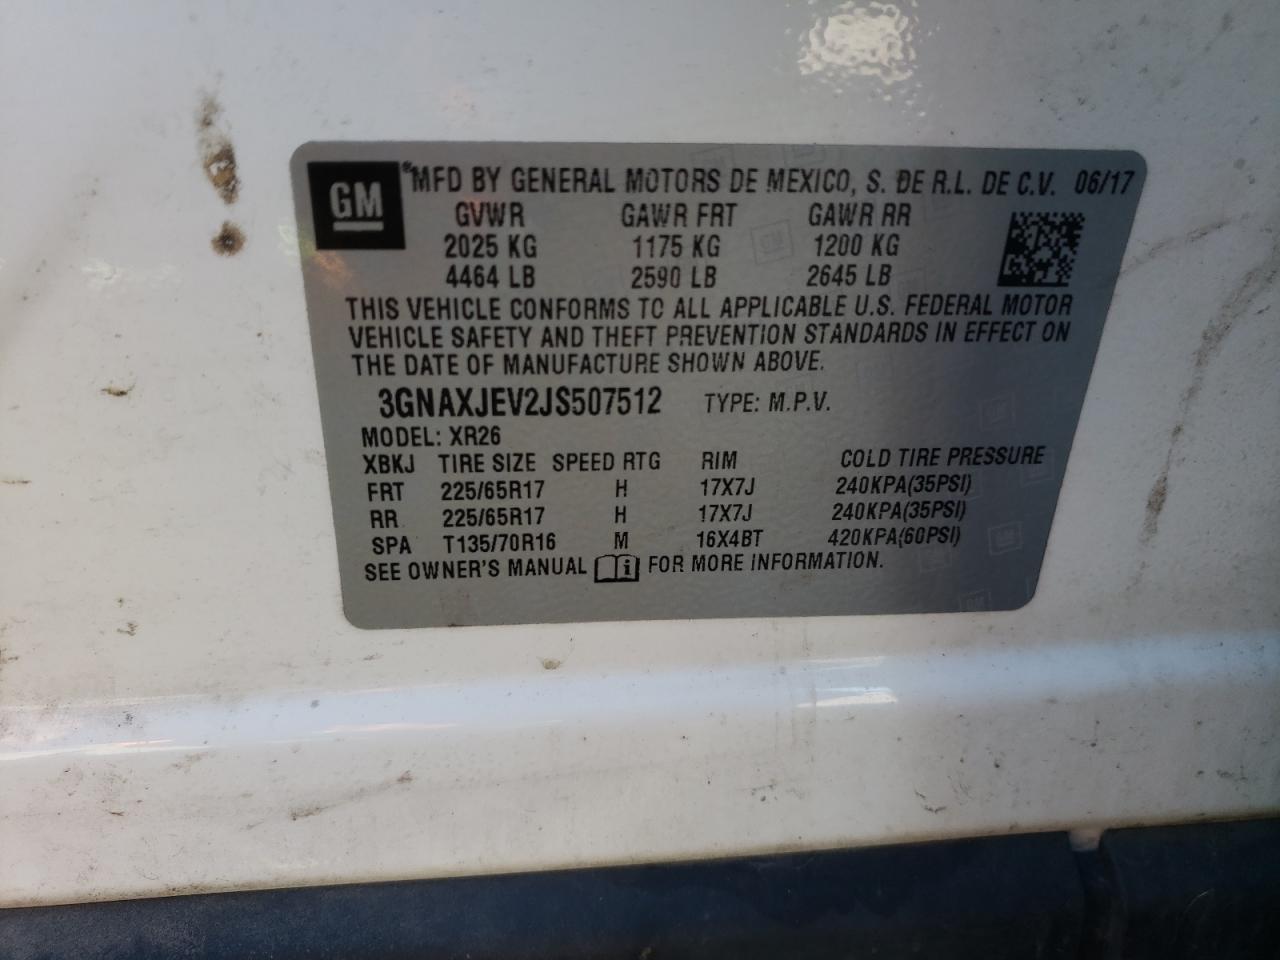 GM
MFD BY GENERAL MOTORS DE MEXICO, S. DE R.L. DE C.V. 06/17
GVWR GAWR FRT GAWR RR
2025 KG 1175 KG 1200 KG
4464 LB 2590 LB 2645 LB
THIS VEHICLE CONFORMS TO ALL APPLICABLE U.S. FEDERAL MOTOR
VEHICLE SAFETY AND THEFT PREVENTION STANDARDS IN EFFECT ON
THE DATE OF MANUFACTURE SHOWN ABOVE.
3GNAXJEV2JS507512 TYPE: M.P.V.
MODEL: XR26
XBKJ TIRE SIZE SPEED RTG RIM COLD TIRE PRESSURE
FRT 225/65R17 H 17X7J 240KPA(35PSI)
RR 225/65R17 H 17X7J 240KPA(35PSI)
SPA T135/70R16 M 16X4BT 420KPA(60PSI)
SEE OWNER'S MANUAL i FOR MORE INFORMATION.